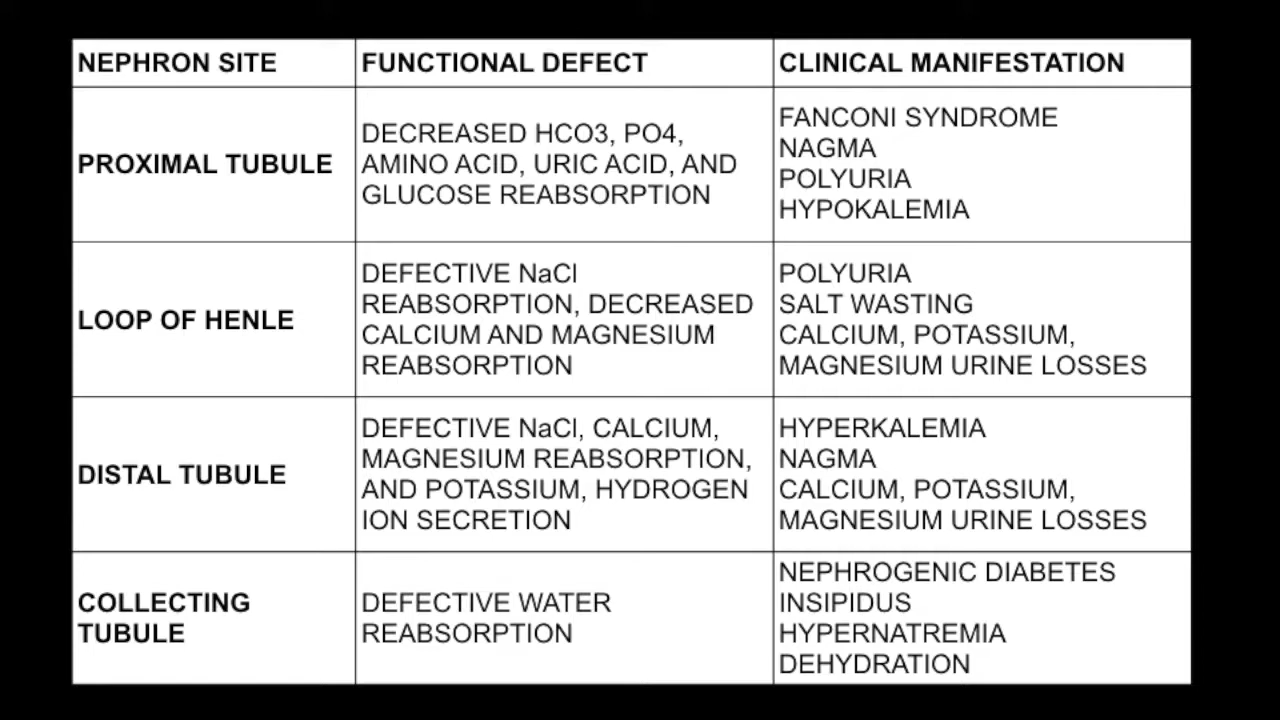 NEPHRON SITE
FUNCTIONAL DEFECT
CLINICAL MANIFESTATION
PROXIMAL TUBULE
DECREASED HCO3, PO4,
AMINO ACID, URIC ACID, AND
GLUCOSE REABSORPTION
FANCONI SYNDROME
NAGMA
POLYURIA
HYPOKALEMIA
LOOP OF HENLE
DEFECTIVE NaCl
REABSORPTION, DECREASED
CALCIUM AND MAGNESIUM
REABSORPTION
POLYURIA
SALT WASTING
CALCIUM, POTASSIUM,
MAGNESIUM URINE LOSSES
DISTAL TUBULE
DEFECTIVE NaCl, CALCIUM,
MAGNESIUM REABSORPTION,
AND POTASSIUM, HYDROGEN
ION SECRETION
HYPERKALEMIA
NAGMA
CALCIUM, POTASSIUM,
MAGNESIUM URINE LOSSES
COLLECTING
TUBULE
DEFECTIVE WATER
REABSORPTION
NEPHROGENIC DIABETES
INSIPIDUS
HYPERNATREMIA
DEHYDRATION